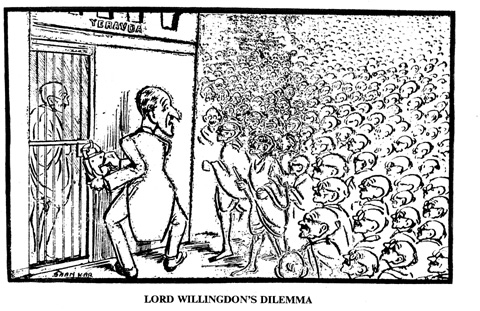 YERAVDA
SHANKAR
LORD WILLINGDON'S DILEMMA